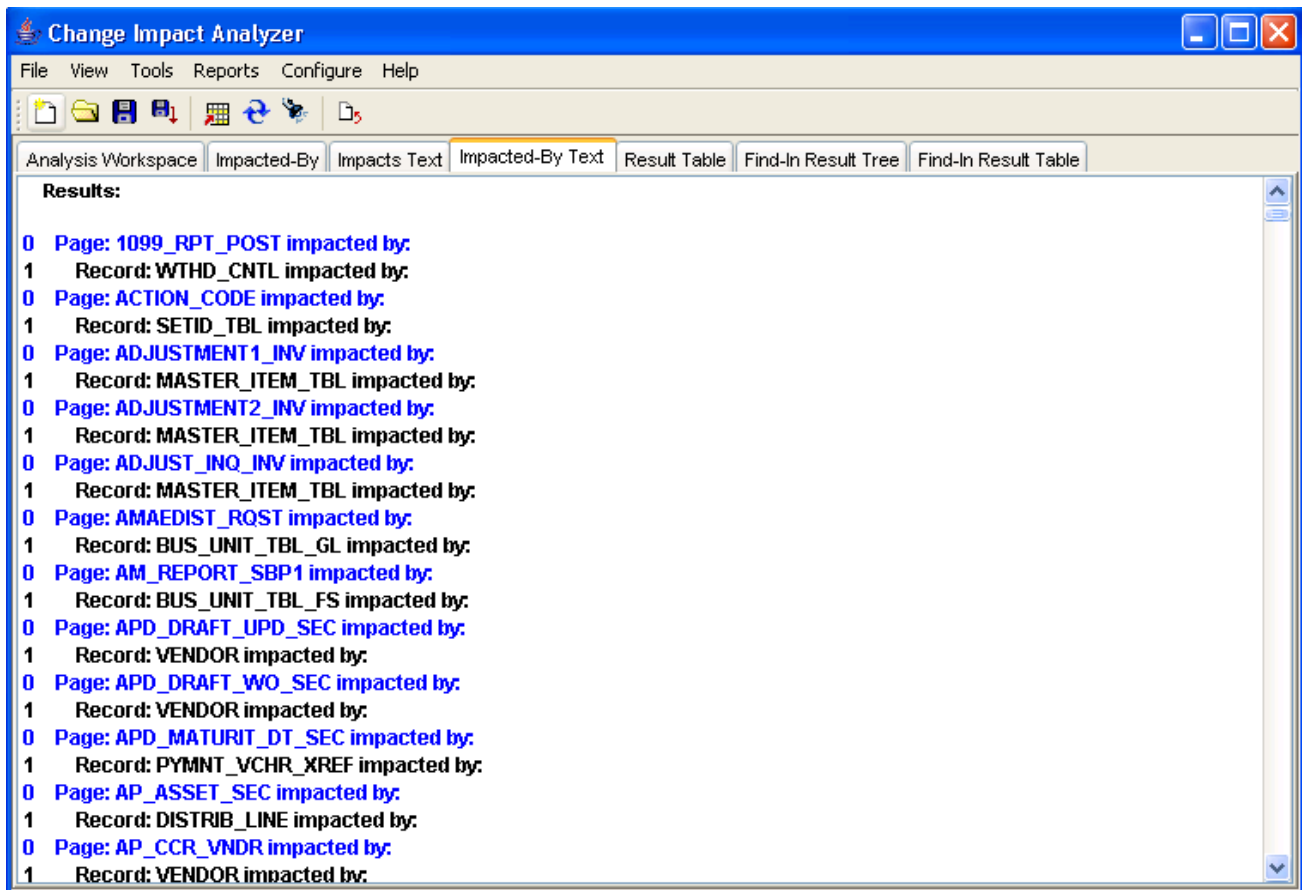 Change Impact Analyzer
File View Tools Reports Configure Help
Analysis Workspace Impacted-By Impacts Text Impacted-By Text Result Table Find-In Result Tree Find-In Result Table
Results:
0 Page: 1099_RPT_POST impacted by:
1 Record: WTHD_CNTL impacted by:
0 Page: ACTION_CODE impacted by:
1 Record: SETID_TBL impacted by:
0 Page: ADJUSTMENT1_INV impacted by:
1 Record: MASTER_ITEM_TBL impacted by:
0 Page: ADJUSTMENT2_INV impacted by:
1 Record: MASTER_ITEM_TBL impacted by:
0 Page: ADJUST_INQ_INV impacted by:
1 Record: MASTER_ITEM_TBL impacted by:
0 Page: AMAEDIST_RQST impacted by:
1 Record: BUS_UNIT_TBL_GL impacted by:
0 Page: AM_REPORT_SBP1 impacted by:
1 Record: BUS_UNIT_TBL_FS impacted by:
0 Page: APD_DRAFT_UPD_SEC impacted by:
1 Record: VENDOR impacted by:
0 Page: APD_DRAFT_WO_SEC impacted by:
1 Record: VENDOR impacted by:
0 Page: APD_MATURIT_DT_SEC impacted by:
1 Record: PYMNT_VCHR_XREF impacted by:
0 Page: AP_ASSET_SEC impacted by:
1 Record: DISTRIB_LINE impacted by:
0 Page: AP_CCR_VNDR impacted by:
1 Record: VENDOR impacted by: